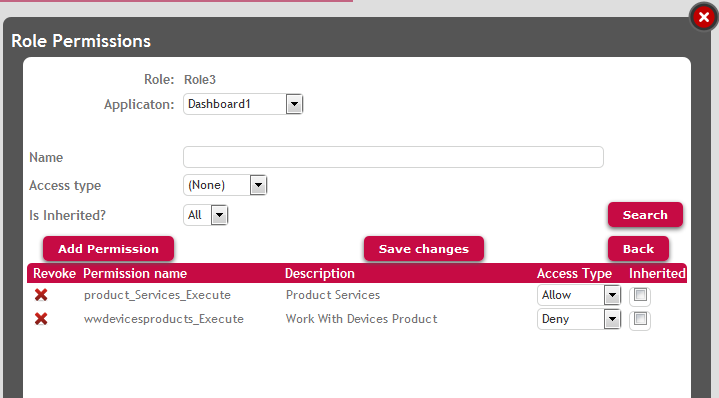 Role Permissions
Role: Role3
Applicaton: Dashboard1
Name
Access type (None)
Is Inherited? All Search
Add Permission Save changes Back
Revoke Permission name Description Access Type Inherited
product_Services_Execute Product Services Allow
wwdevicesproducts_Execute Work With Devices Product Deny